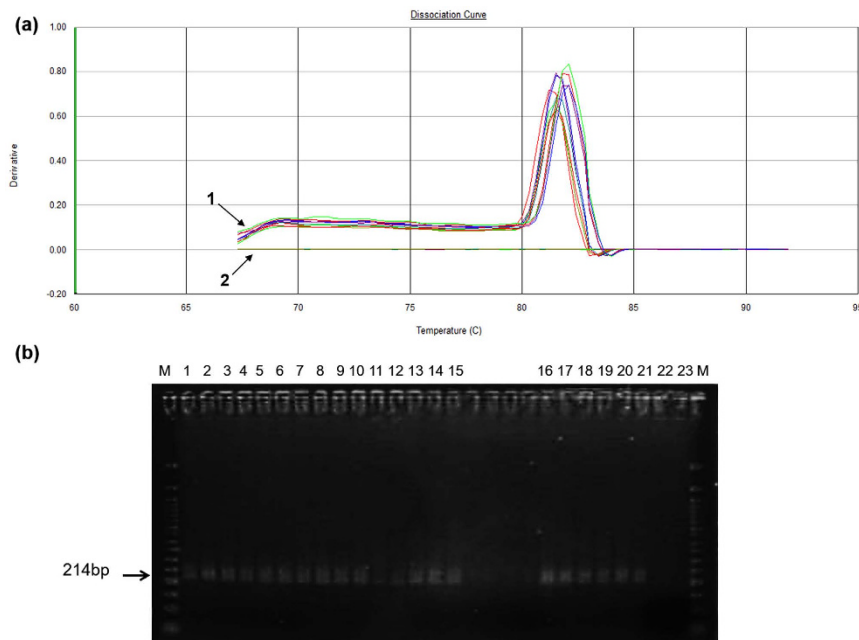 (a)
Dissociation Curve
1.00
0.80
0.60
0.40
0.20
0.00
-0.20
Derivative
1
2
60 65 70 75 80 85 90 95
Temperature (C)
(b)
M 1 2 3 4 5 6 7 8 9 10 11 12 13 14 15 16 17 18 19 20 21 22 23 M
214bp